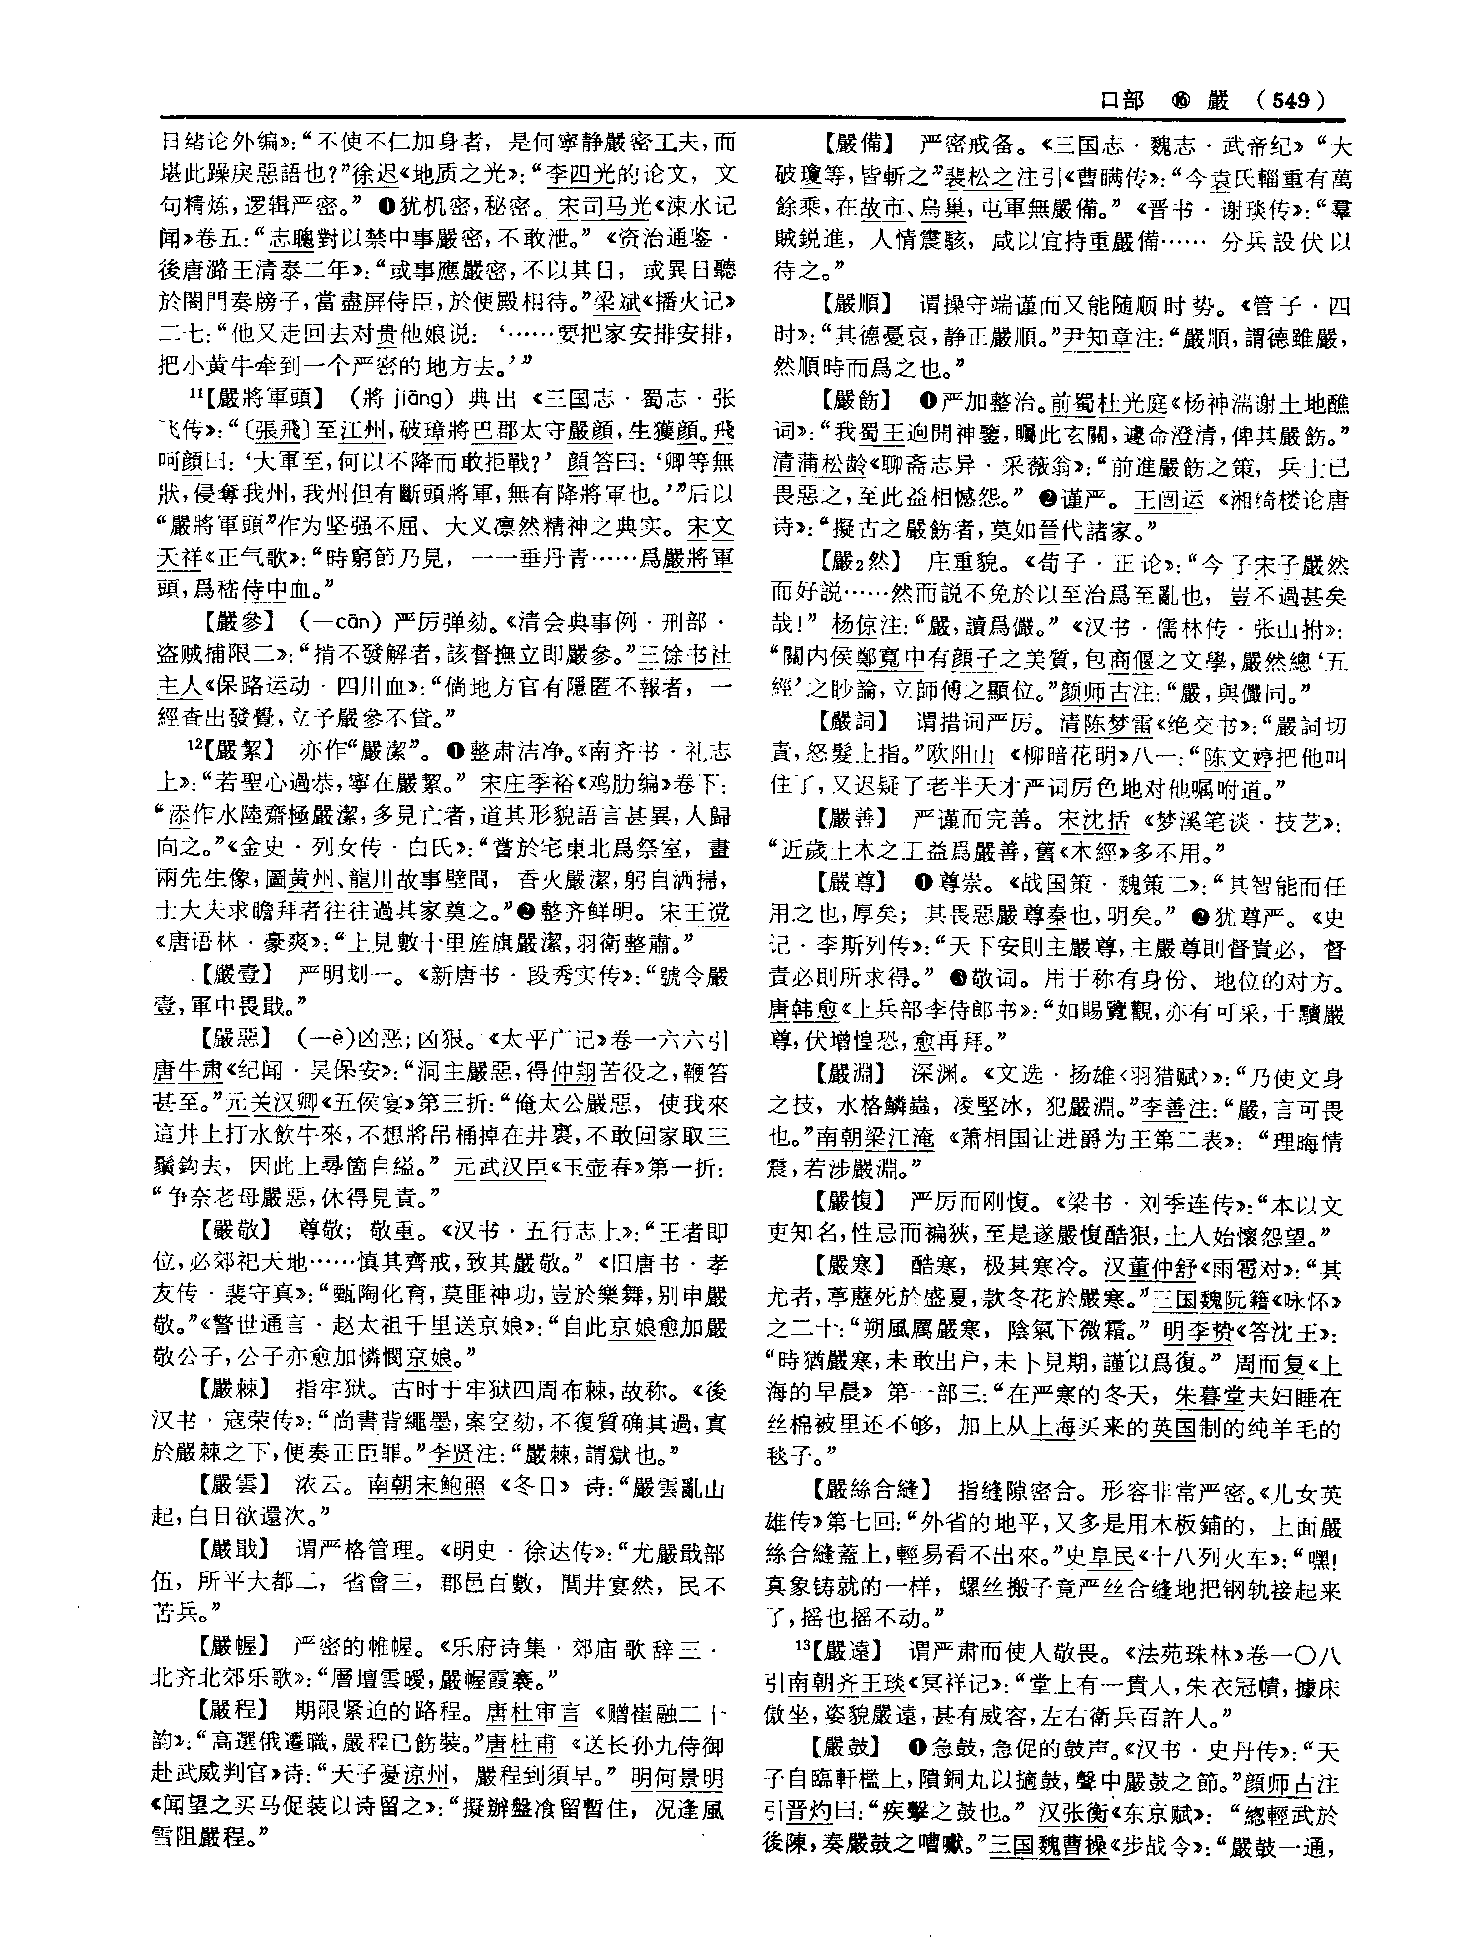 口部 ⑯ 嚴 (549)
日绪论外编》:“不使不仁加身者，是何寧静嚴密工夫，而
堪此躁戾惡語也?”徐迟《地质之光》:“李四光的论文，文
句精炼，逻辑严密。” ❶犹机密，秘密。宋司马光《涑水记
闻》卷五:“志聰對以禁中事嚴密，不敢泄。”《资治通鉴·
後唐潞王清泰二年》:“或事應嚴密，不以其日，或異日聽
於閤門奏牓子，當盡屏侍臣，於便殿相待。”梁斌《播火记》
二七:“他又走回去对贵他娘说:‘……要把家安排安排，
把小黄牛牵到一个严密的地方去。’”
11【嚴將軍頭】 (將 jiāng) 典出《三国志·蜀志·张
飞传》:“〔張飛〕至江州，破璋將巴郡太守嚴顔，生獲顔。飛
呵顔曰:‘大軍至，何以不降而敢拒戰?’顔答曰:‘卿等無
狀，侵奪我州，我州但有斷頭將軍，無有降將軍也。’”后以
“嚴將軍頭”作为坚强不屈、大义凛然精神之典实。宋文
天祥《正气歌》:“時窮節乃見，一一垂丹青……爲嚴將軍
頭，爲嵇侍中血。”
【嚴參】 (—cān) 严厉弹劾。《清会典事例·刑部·
盗贼捕限二》:“揹不發解者，該督撫立即嚴參。”三馀书社
主人《保路运动·四川血》:“倘地方官有隱匿不報者，一
經查出發覺，立予嚴參不貸。”
12【嚴絜】 亦作“嚴潔”。❶整肃洁净。《南齐书·礼志
上》:“若聖心過恭，寧在嚴絜。”宋庄季裕《鸡肋编》卷下:
“添作水陸齋極嚴潔，多見亡者，道其形貌語言甚異，人歸
向之。”《金史·列女传·白氏》:“嘗於宅東北爲祭室，畫
兩先生像，圖黄州、龍川故事壁間，香火嚴潔，躬自洒掃，
士大夫求瞻拜者往往過其家奠之。”❷整齐鲜明。宋王谠
《唐语林·豪爽》:“上見數十里旌旗嚴潔，羽衛整肅。”
【嚴壹】 严明划一。《新唐书·段秀实传》:“號令嚴
壹，軍中畏戢。”
【嚴惡】 (—è)凶恶;凶狠。《太平广记》卷一六六引
唐牛肃《纪闻·吴保安》:“洞主嚴惡，得仲翔苦役之，鞭笞
甚至。”元关汉卿《五侯宴》第三折:“俺太公嚴惡，使我來
這井上打水飲牛來，不想將吊桶掉在井裏，不敢回家取三
鬚鈎去，因此上尋箇自縊。”元武汉臣《玉壶春》第一折:
“争奈老母嚴惡，休得見責。”
【嚴敬】 尊敬;敬重。《汉书·五行志上》:“王者即
位，必郊祀天地……慎其齊戒，致其嚴敬。”《旧唐书·孝
友传·裴守真》:“甄陶化育，莫匪神功，豈於樂舞，别申嚴
敬。”《警世通言·赵太祖千里送京娘》:“自此京娘愈加嚴
敬公子，公子亦愈加憐憫京娘。”
【嚴棘】 指牢狱。古时于牢狱四周布棘，故称。《後
汉书·寇荣传》:“尚書背繩墨，案空劾，不復質确其過，寘
於嚴棘之下，便奏正臣罪。”李贤注:“嚴棘，謂獄也。”
【嚴雲】 浓云。南朝宋鲍照《冬日》诗:“嚴雲亂山
起，白日欲還次。”
【嚴戢】 谓严格管理。《明史·徐达传》:“尤嚴戢部
伍，所平大都二，省會三，郡邑百數，閭井宴然，民不
苦兵。”
【嚴幄】 严密的帷幄。《乐府诗集·郊庙歌辞三·
北齐北郊乐歌》:“層壇雲曖，嚴幄霞褰。”
【嚴程】 期限紧迫的路程。唐杜审言《赠崔融二十
韵》:“高選俄遷職，嚴程已飭裝。”唐杜甫《送长孙九侍御
赴武威判官》诗:“天子憂涼州，嚴程到須早。”明何景明
《闻望之买马促装以诗留之》:“擬辦盤飡留暫住，况逢風
雪阻嚴程。”
【嚴備】 严密戒备。《三国志·魏志·武帝纪》“大
破瓊等，皆斬之”裴松之注引《曹瞒传》:“今袁氏輜重有萬
餘乘，在故市、烏巢，屯軍無嚴備。”《晋书·谢琰传》:“羣
賊鋭進，人情震駭，咸以宜持重嚴備…… 分兵設伏以
待之。”
【嚴順】 谓操守端谨而又能随顺时势。《管子·四
时》:“其德憂哀，静正嚴順。”尹知章注:“嚴順，謂德雖嚴，
然順時而爲之也。”
【嚴飭】 ❶严加整治。前蜀杜光庭《杨神湍谢土地醮
词》:“我蜀王迥開神鑒，矚此玄關，遽命澄清，俾其嚴飭。”
清蒲松龄《聊斋志异·采薇翁》:“前進嚴飭之策，兵士已
畏惡之，至此益相憾怨。” ❷谨严。王闿运《湘绮楼论唐
诗》:“擬古之嚴飭者，莫如晉代諸家。”
【嚴2然】 庄重貌。《荀子·正论》:“今子宋子嚴然
而好説……然而説不免於以至治爲至亂也，豈不過甚矣
哉!”杨倞注:“嚴，讀爲儼。”《汉书·儒林传·张山拊》:
“關内侯鄭寬中有顔子之美質，包商偃之文學，嚴然總‘五
經’之眇論，立師傅之顯位。”颜师古注:“嚴，與儼同。”
【嚴詞】 谓措词严厉。清陈梦雷《绝交书》:“嚴詞切
責，怒髮上指。”欧阳山《柳暗花明》八一:“陈文婷把他叫
住了，又迟疑了老半天才严词厉色地对他嘱咐道。”
【嚴善】 严谨而完善。宋沈括《梦溪笔谈·技艺》:
“近歲土木之工益爲嚴善，舊《木經》多不用。”
【嚴尊】 ❶尊崇。《战国策·魏策二》:“其智能而任
用之也，厚矣;其畏惡嚴尊秦也，明矣。” ❷犹尊严。《史
记·李斯列传》:“天下安則主嚴尊，主嚴尊則督責必，督
責必則所求得。” ❸敬词。用于称有身份、地位的对方。
唐韩愈《上兵部李侍郎书》:“如賜覽觀，亦有可采，干黷嚴
尊，伏增惶恐，愈再拜。”
【嚴淵】 深渊。《文选·扬雄〈羽猎赋〉》:“乃使文身
之技，水格鱗蟲，凌堅冰，犯嚴淵。”李善注:“嚴，言可畏
也。”南朝梁江淹《萧相国让进爵为王第二表》:“理晦情
震，若涉嚴淵。”
【嚴愎】 严厉而刚愎。《梁书·刘季连传》:“本以文
吏知名，性忌而褊狹，至是遂嚴愎酷狠，土人始懷怨望。”
【嚴寒】 酷寒，极其寒冷。汉董仲舒《雨雹对》:“其
尤者，葶藶死於盛夏，款冬花於嚴寒。”三国魏阮籍《咏怀》
之二十:“朔風厲嚴寒，陰氣下微霜。”明李贽《答沈王》:
“時猶嚴寒，未敢出户，未卜見期，謹以爲復。”周而复《上
海的早晨》第一部三:“在严寒的冬天，朱暮堂夫妇睡在
丝棉被里还不够，加上从上海买来的英国制的纯羊毛的
毯子。”
【嚴絲合縫】 指缝隙密合。形容非常严密。《儿女英
雄传》第七回:“外省的地平，又多是用木板鋪的，上面嚴
絲合縫蓋上，輕易看不出來。”史阜民《十八列火车》:“嘿!
真象铸就的一样，螺丝搬子竟严丝合缝地把钢轨接起来
了，摇也摇不动。”
13【嚴遠】 谓严肃而使人敬畏。《法苑珠林》卷一〇八
引南朝齐王琰《冥祥记》:“堂上有一貴人，朱衣冠幘，據床
傲坐，姿貌嚴遠，甚有威容，左右衛兵百許人。”
【嚴鼓】 ❶急鼓，急促的鼓声。《汉书·史丹传》:“天
子自臨軒檻上，隤銅丸以擿鼓，聲中嚴鼓之節。”颜师古注
引晋灼曰:“疾擊之鼓也。”汉张衡《东京赋》:“總輕武於
後陳，奏嚴鼓之嘈囐。”三国魏曹操《步战令》:“嚴鼓一通，